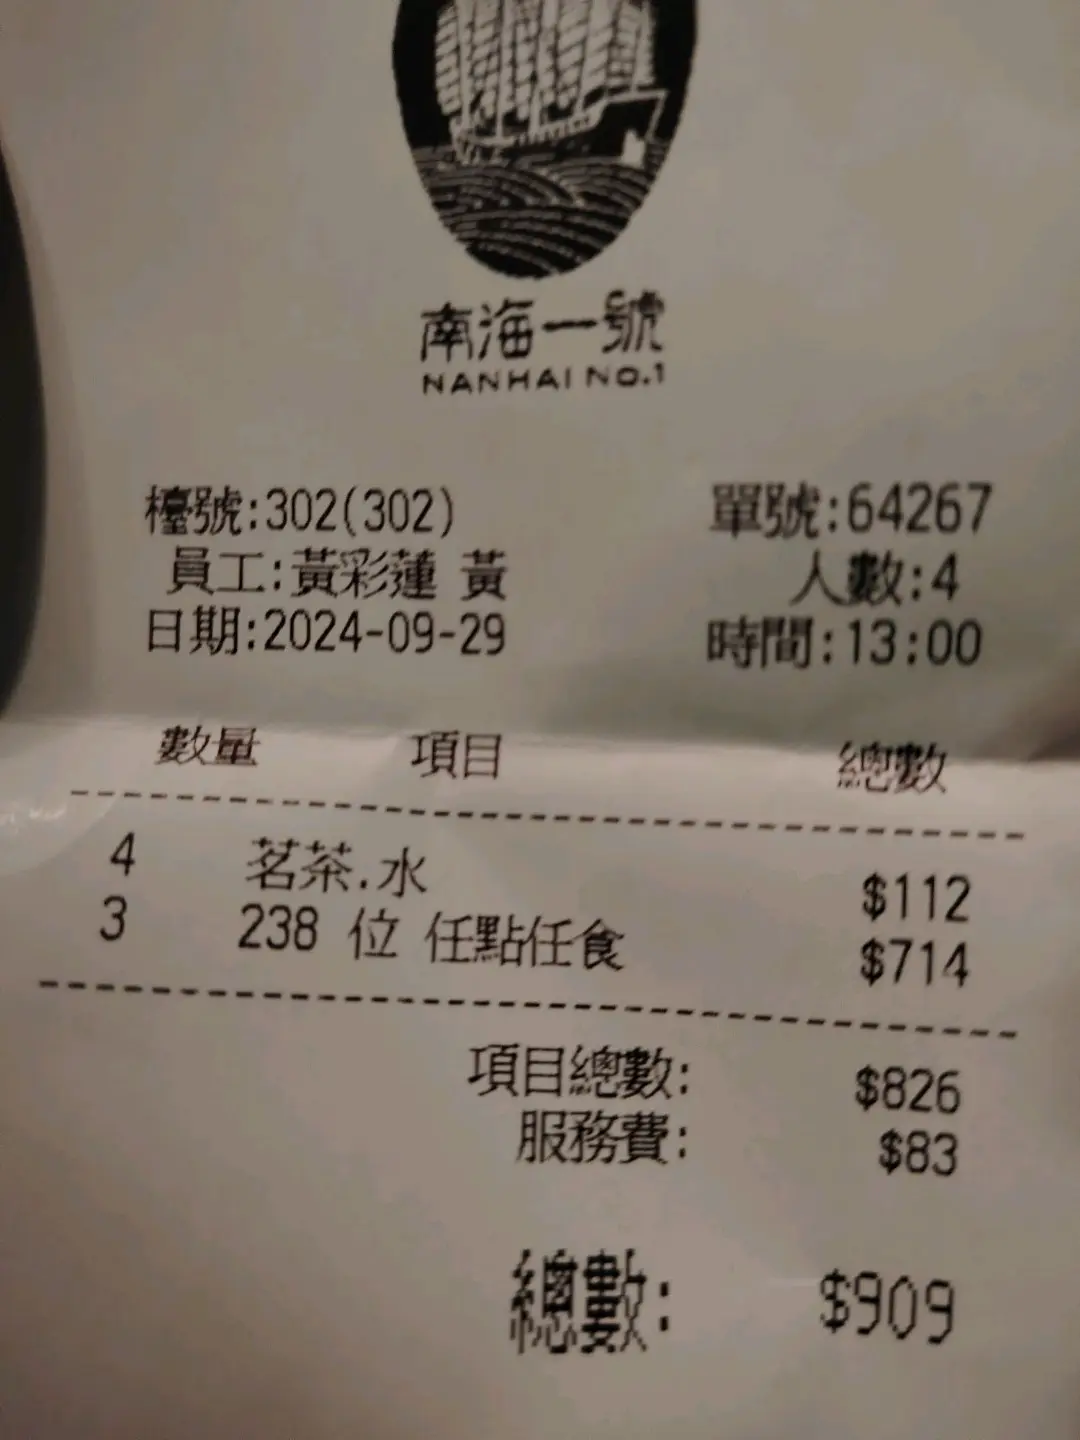 南海一號
NANHAI NO.1
檯號:302(302) 單號:64267
員工:黃彩蓮 黃 人數:4
日期:2024-09-29 時間:13:00
數量 項目 總數
4 茗茶.水 $112
3 238 位 任點任食 $714
項目總數: $826
服務費: $83
總數: $909